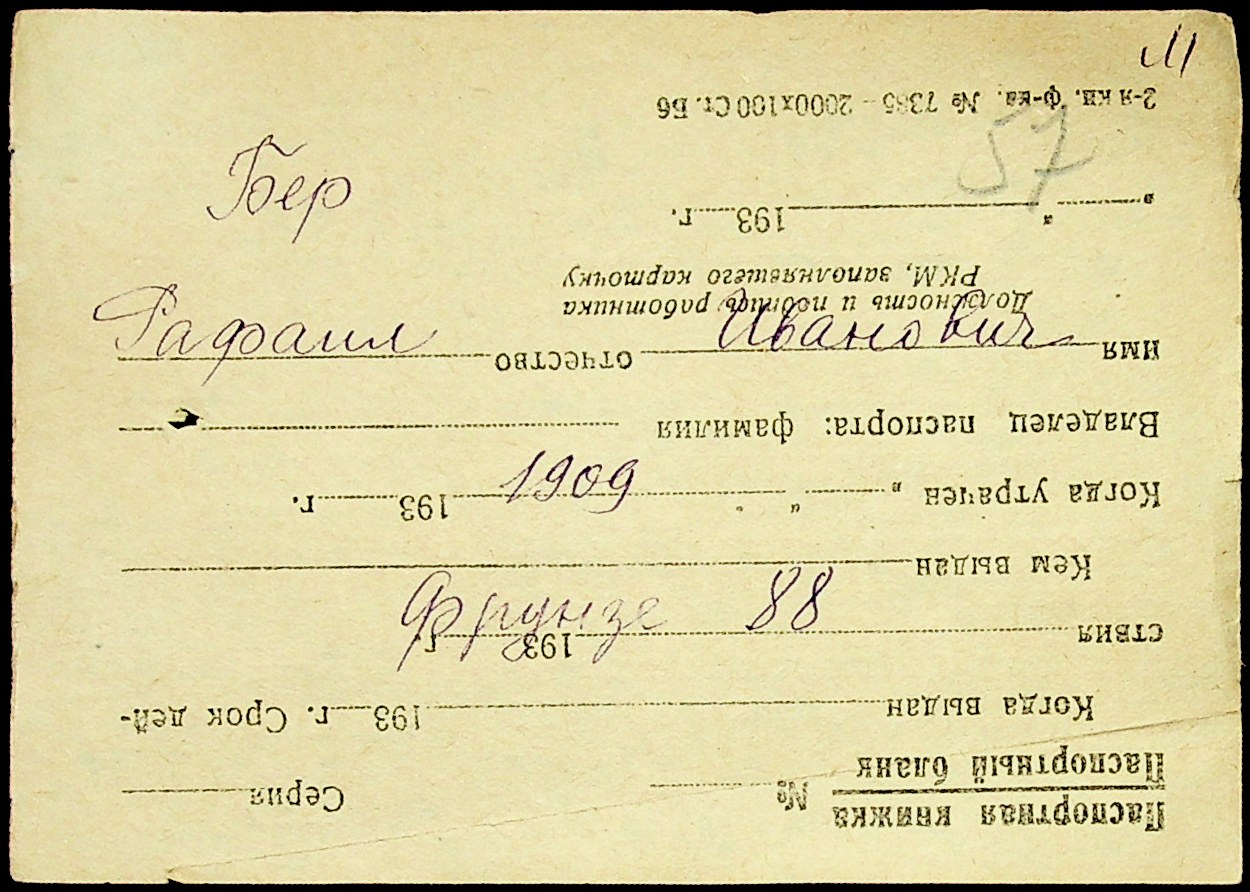 М
57
Бер
Рафаил Иванович
1909
Фрунзе 88
Паспортная книжка
Паспортный бланк
№ Серия
Когда выдан 193 г. Срок дей-
ствия 193 г.
Кем выдан
Когда утрачен „ “ 193 г.
Владелец паспорта: фамилия
имя отчество
Должность и подпись работника
РКМ, заполнявшего карточку
„ “ 193 г.
2-я кн. ф-ка. № 7385 – 2000х100 Ст. Б6